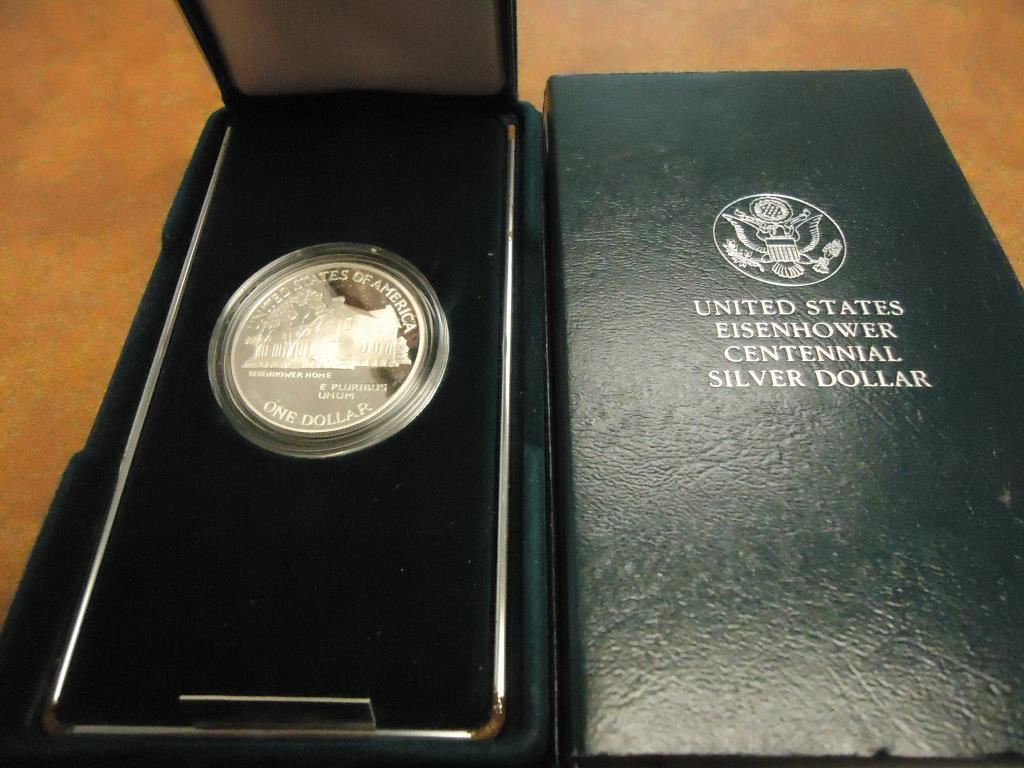 UNITED STATES OF AMERICA
EISENHOWER HOME
E PLURIBUS
UNUM
ONE DOLLAR
UNITED STATES
EISENHOWER
CENTENNIAL
SILVER DOLLAR